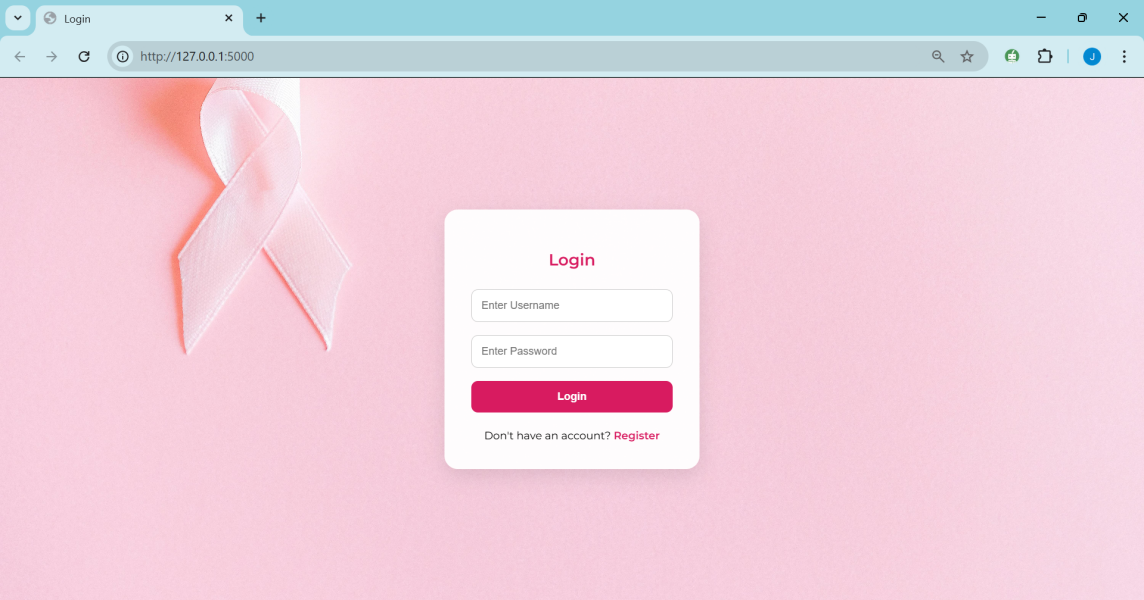 Login
http://127.0.0.1:5000
J
Login
Enter Username
Enter Password
Login
Don't have an account? Register